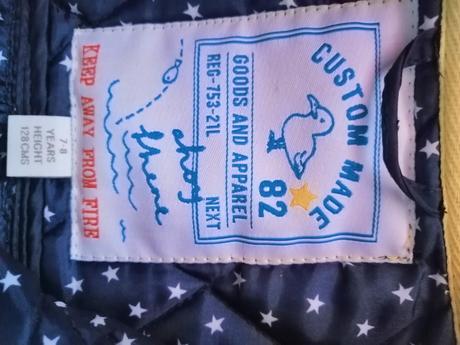 CUSTOM MADE
82
GOODS AND APPAREL
REG-753-21L
NEXT
ahoy
there
KEEP AWAY FROM FIRE
7-8
YEARS
HEIGHT
128CMS